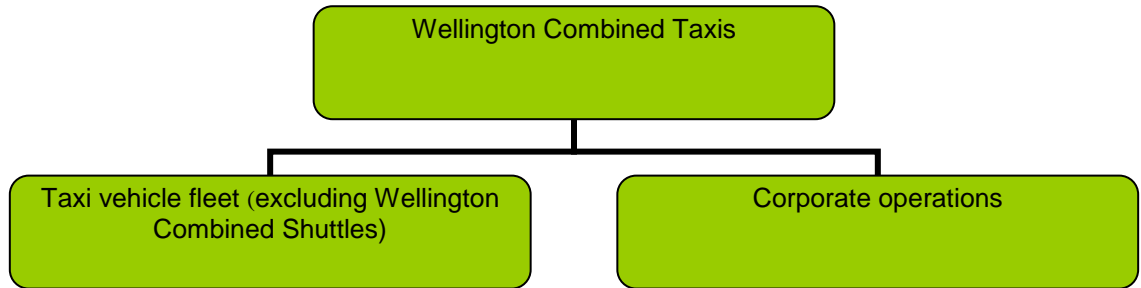 Wellington Combined Taxis
Taxi vehicle fleet (excluding Wellington
Combined Shuttles)
Corporate operations